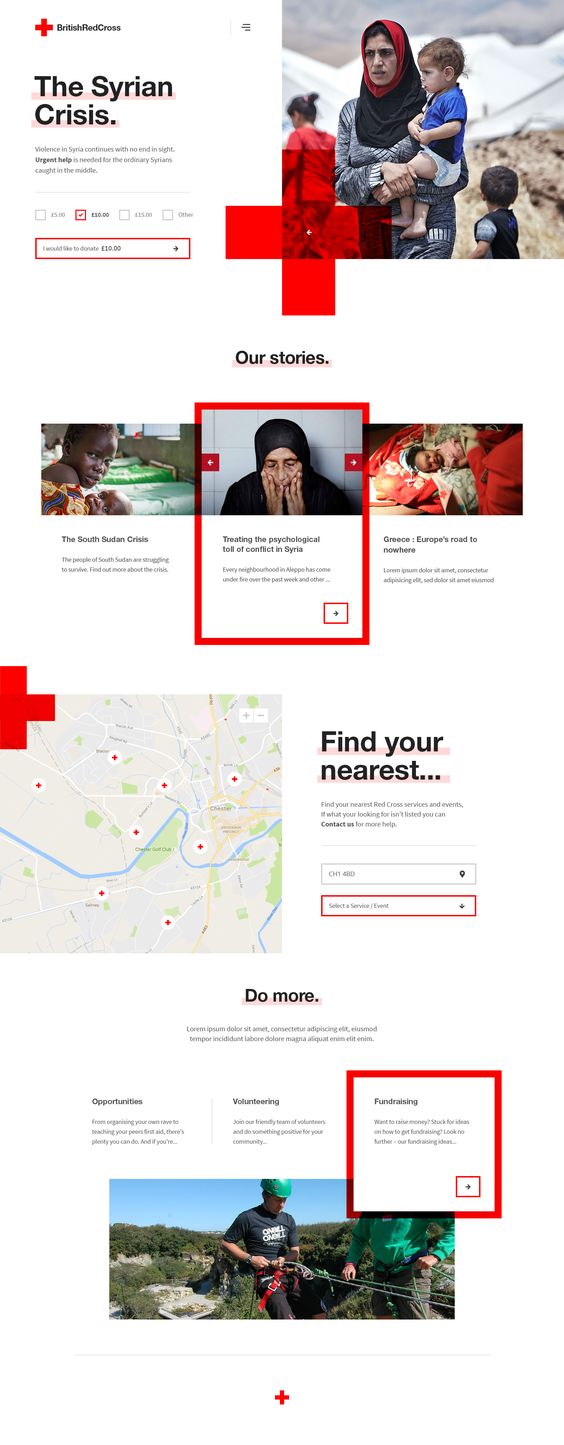 BritishRedCross
The Syrian
Crisis.
Violence in Syria continues with no end in sight.
Urgent help is needed for the ordinary Syrians
caught in the middle.
£5.00
£10.00
£15.00
Other
I would like to donate £10.00
Our stories.
The South Sudan Crisis
The people of South Sudan are struggling
to survive. Find out more about the crisis.
Treating the psychological
toll of conflict in Syria
Every neighbourhood in Aleppo has come
under fire over the past week and other ...
Greece : Europe's road to
nowhere
Lorem ipsum dolor sit amet, consectetur
adipisicing elit, sed dolor sit amet eiusmod
Chester
Chester Golf Club
Saltney
Find your
nearest...
Find your nearest Red Cross services and events,
If what your looking for isn't listed you can
Contact us for more help.
CH1 4BD
Select a Service / Event
Do more.
Lorem ipsum dolor sit amet, consectetur adipiscing elit, eiusmod
tempor incididunt labore dolore magna aliquat enim elit enim.
Opportunities
From organising your own rave to
teaching your peers first aid, there's
plenty you can do. And if you're...
Volunteering
Join our friendly team of volunteers
and do something positive for your
community...
Fundraising
Want to raise money? Stuck for ideas
on how to get fundraising? Look no
further – our fundraising ideas...
O'NEILL
O'NEILL